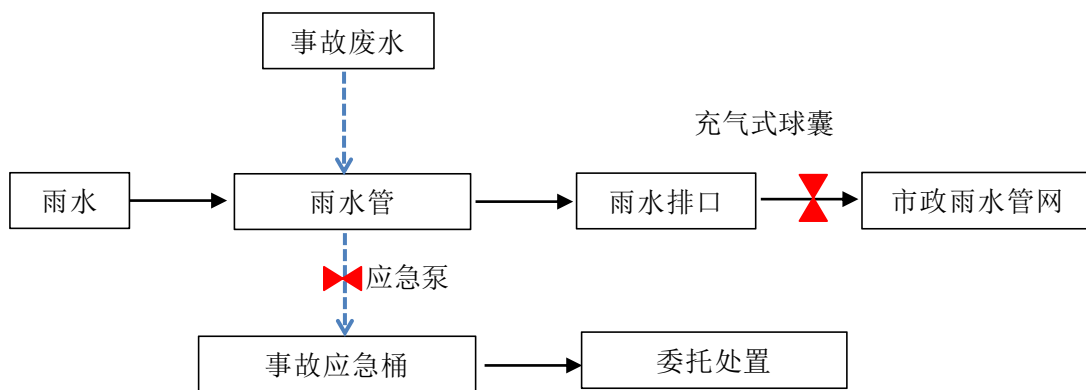 事故废水
充气式球囊
雨水
雨水管
雨水排口
市政雨水管网
应急泵
事故应急桶
委托处置